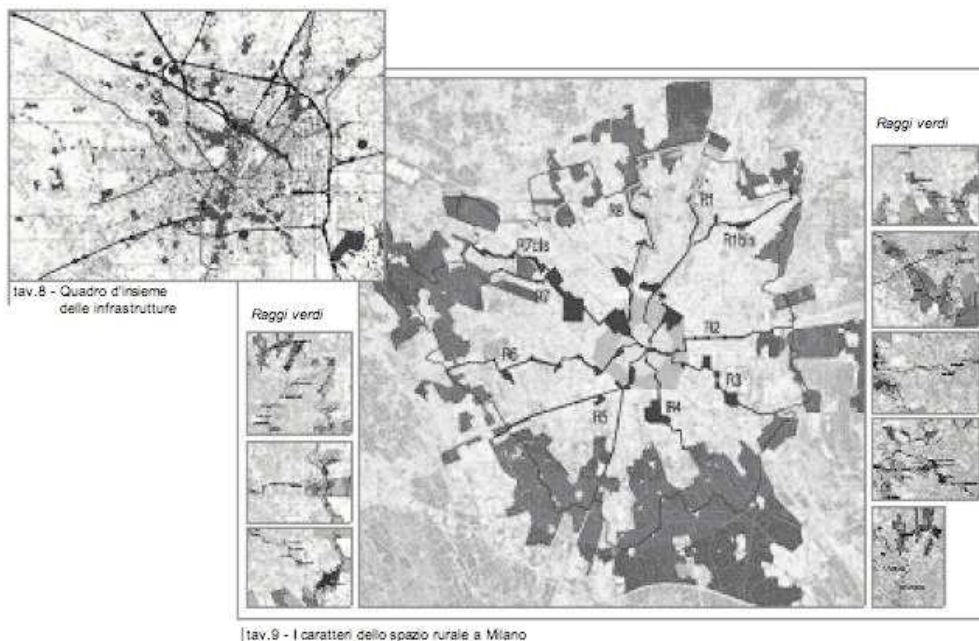 tav.8 - Quadro d'insieme
delle infrastrutture
Raggi verdi
Raggi verdi
R8
R1
R1bis
R7bis
R7
R2
R6
R3
R5
R4
tav.9 - I caratteri dello spazio rurale a Milano